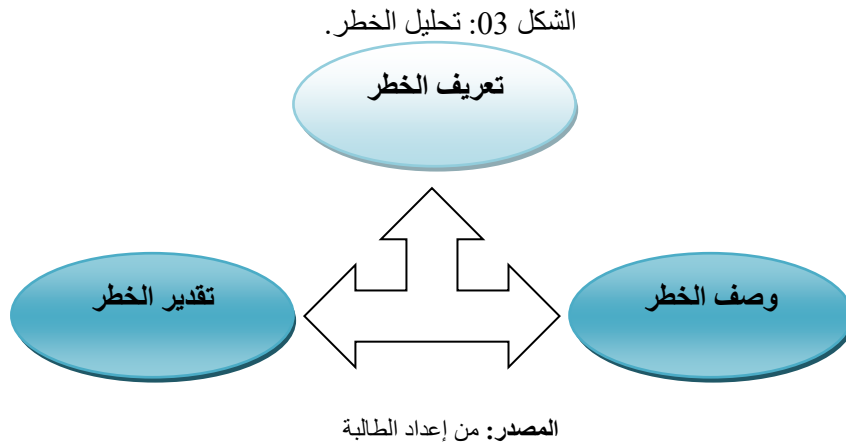 الشكل 03: تحليل الخطر.
تعريف الخطر
وصف الخطر
تقدير الخطر
المصدر: من إعداد الطالبة